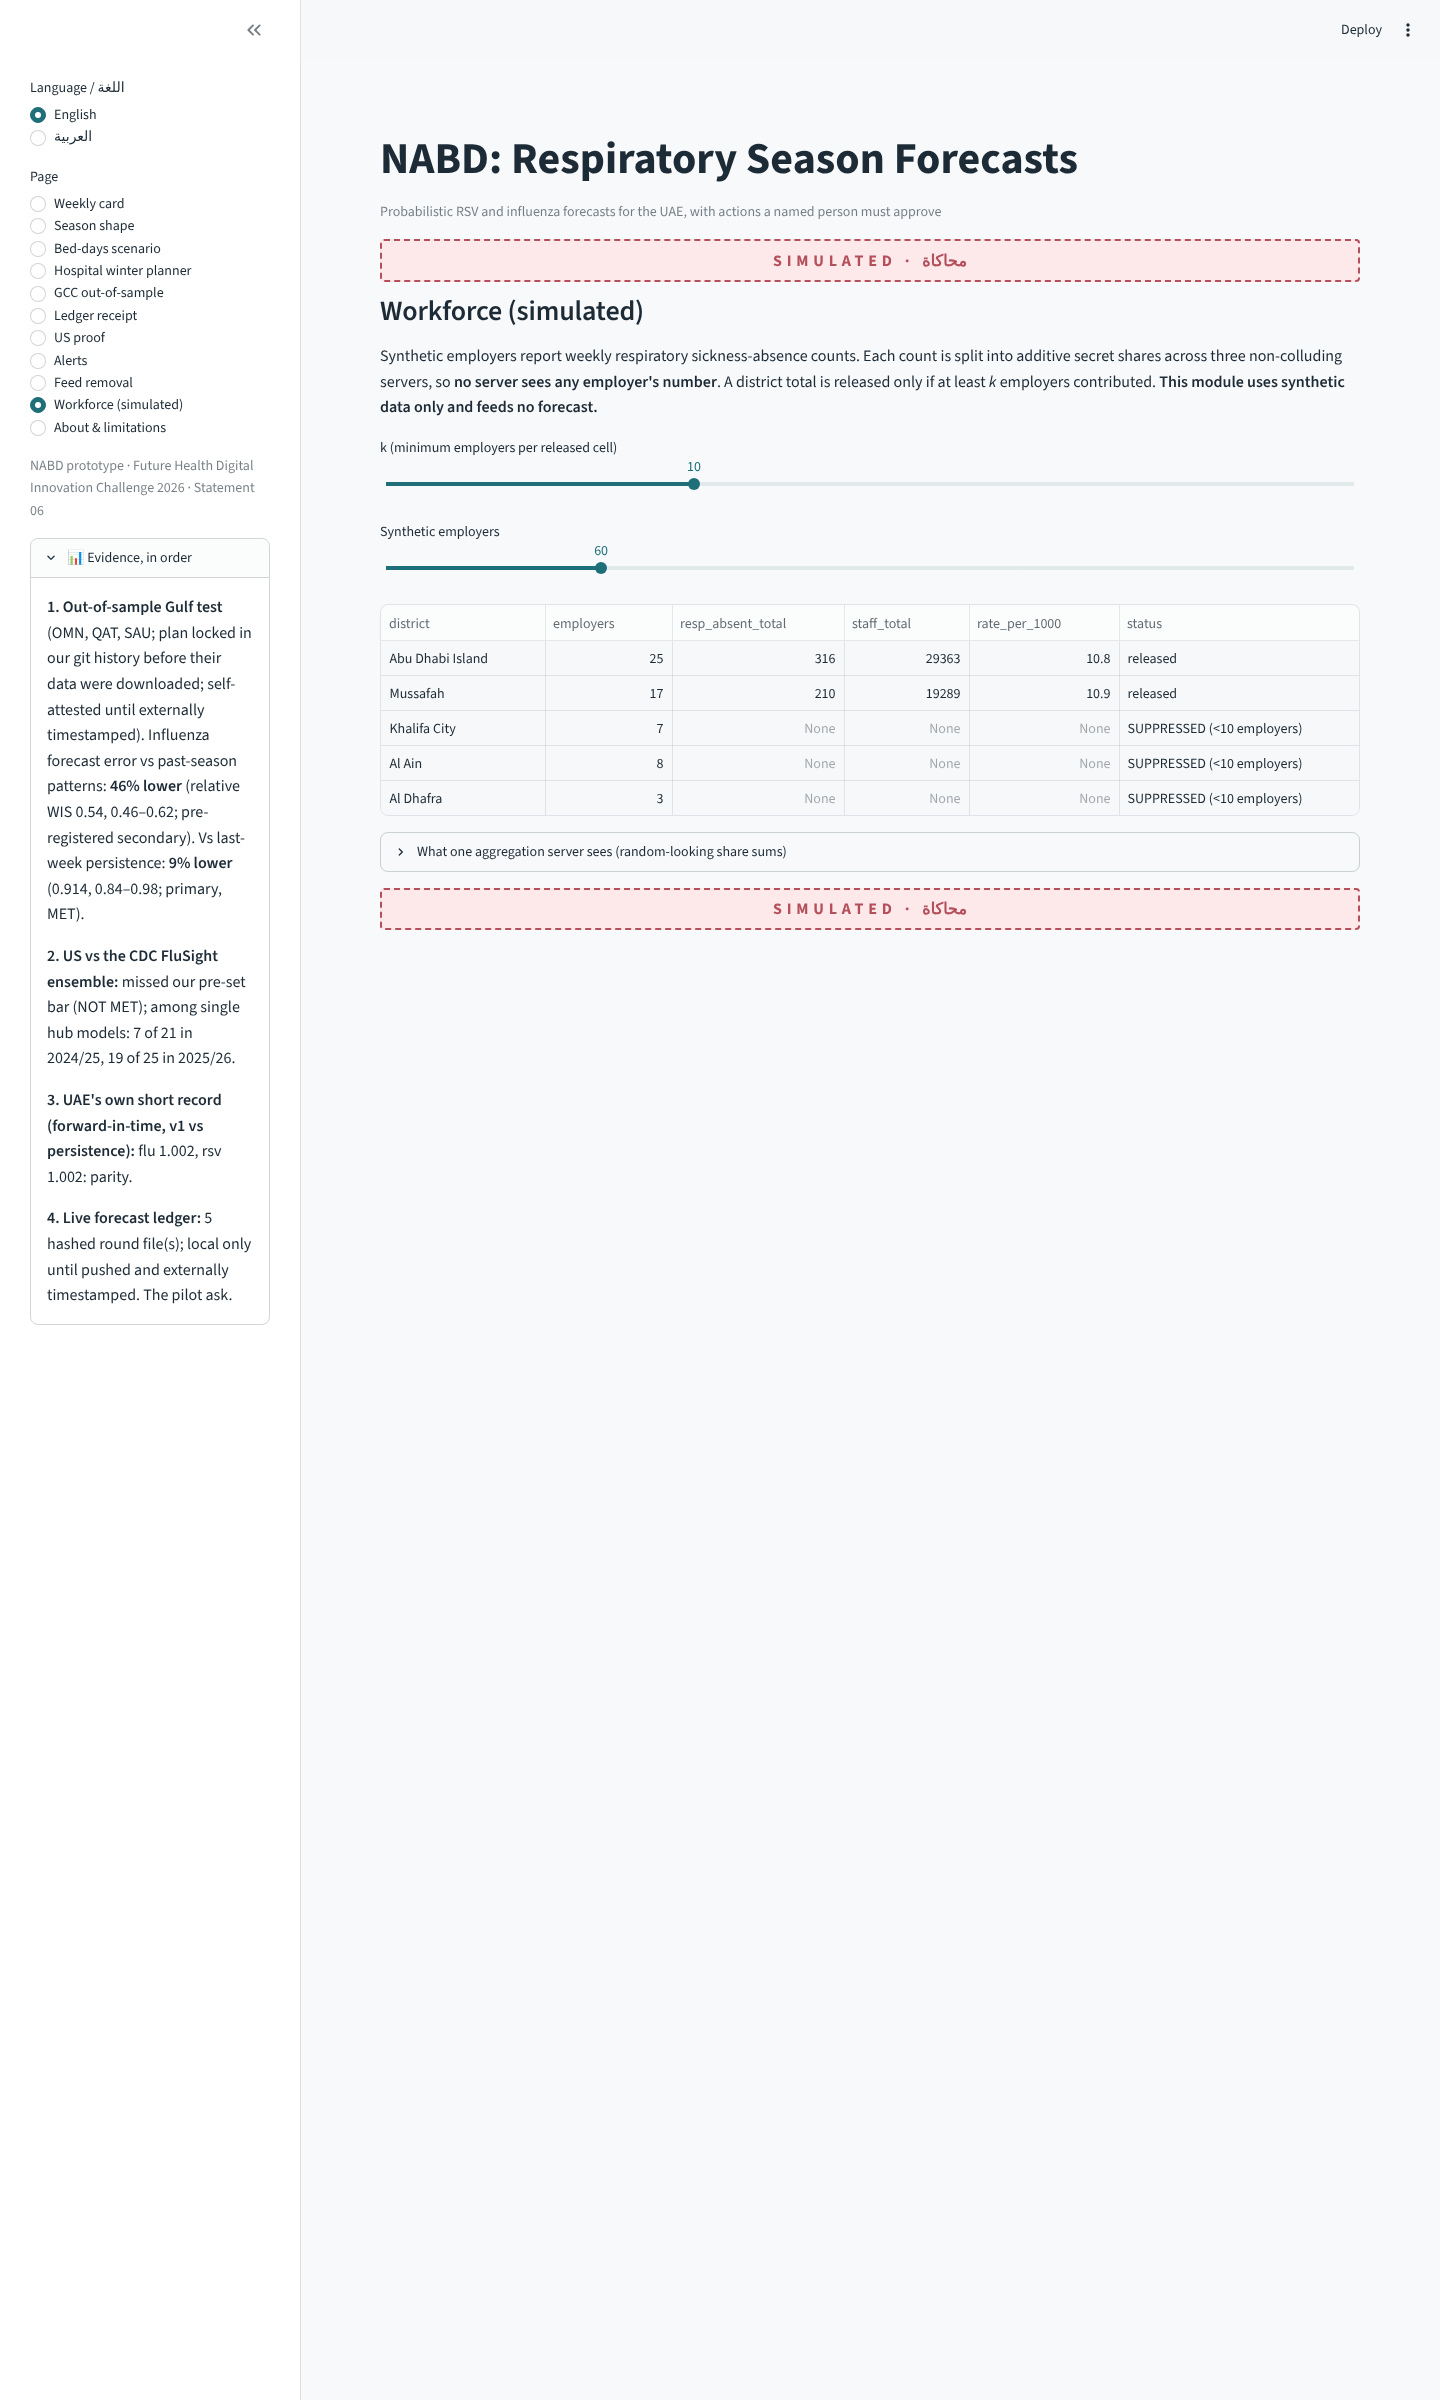 Language / اللغة
English
العربية
Page
Weekly card
Season shape
Bed-days scenario
Hospital winter planner
GCC out-of-sample
Ledger receipt
US proof
Alerts
Feed removal
Workforce (simulated)
About & limitations
NABD prototype · Future Health Digital
Innovation Challenge 2026 · Statement
06
📊 Evidence, in order
1. Out-of-sample Gulf test
(OMN, QAT, SAU; plan locked in
our git history before their
data were downloaded; self-
attested until externally
timestamped). Influenza
forecast error vs past-season
patterns: 46% lower (relative
WIS 0.54, 0.46–0.62; pre-
registered secondary). Vs last-
week persistence: 9% lower
(0.914, 0.84–0.98; primary,
MET).
2. US vs the CDC FluSight
ensemble: missed our pre-set
bar (NOT MET); among single
hub models: 7 of 21 in
2024/25, 19 of 25 in 2025/26.
3. UAE's own short record
(forward-in-time, v1 vs
persistence): flu 1.002, rsv
1.002: parity.
4. Live forecast ledger: 5
hashed round file(s); local only
until pushed and externally
timestamped. The pilot ask.
Deploy
NABD: Respiratory Season Forecasts
Probabilistic RSV and influenza forecasts for the UAE, with actions a named person must approve
SIMULATED · محاكاة
Workforce (simulated)
Synthetic employers report weekly respiratory sickness-absence counts. Each count is split into additive secret shares across three non-colluding
servers, so no server sees any employer's number. A district total is released only if at least k employers contributed. This module uses synthetic
data only and feeds no forecast.
k (minimum employers per released cell)
10
Synthetic employers
60
district employers resp_absent_total staff_total rate_per_1000 status
Abu Dhabi Island 25 316 29363 10.8 released
Mussafah 17 210 19289 10.9 released
Khalifa City 7 None None None SUPPRESSED (<10 employers)
Al Ain 8 None None None SUPPRESSED (<10 employers)
Al Dhafra 3 None None None SUPPRESSED (<10 employers)
What one aggregation server sees (random-looking share sums)
SIMULATED · محاكاة